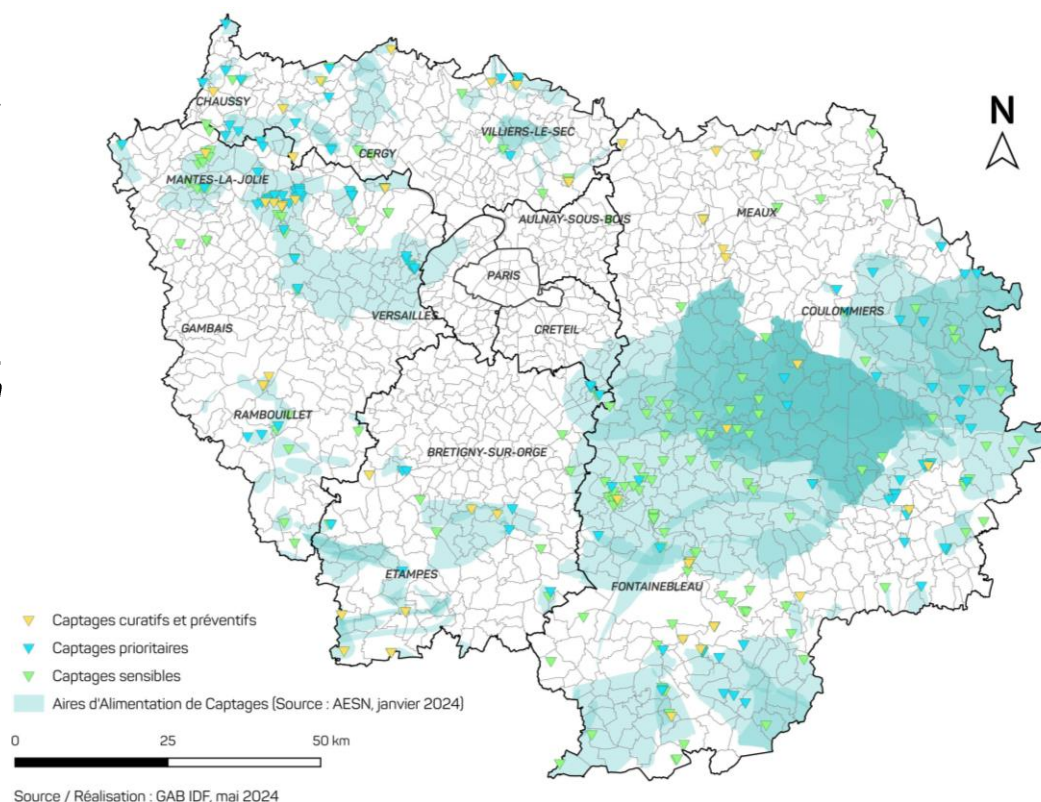 N
CHAUSSY
VILLIERS-LE-SEC
CERGY
MANTES-LA-JOLIE
AULNAY-SOUS-BOIS
MEAUX
PARIS
COULOMMIERS
VERSAILLES
CRETEIL
GAMBAIS
RAMBOUILLET
BRETIGNY-SUR-ORGE
ETAMPES
FONTAINEBLEAU
Captages curatifs et préventifs
Captages prioritaires
Captages sensibles
Aires d'Alimentation de Captages (Source : AESN, janvier 2024)
0 25 50 km
Source / Réalisation : GAB IDF, mai 2024